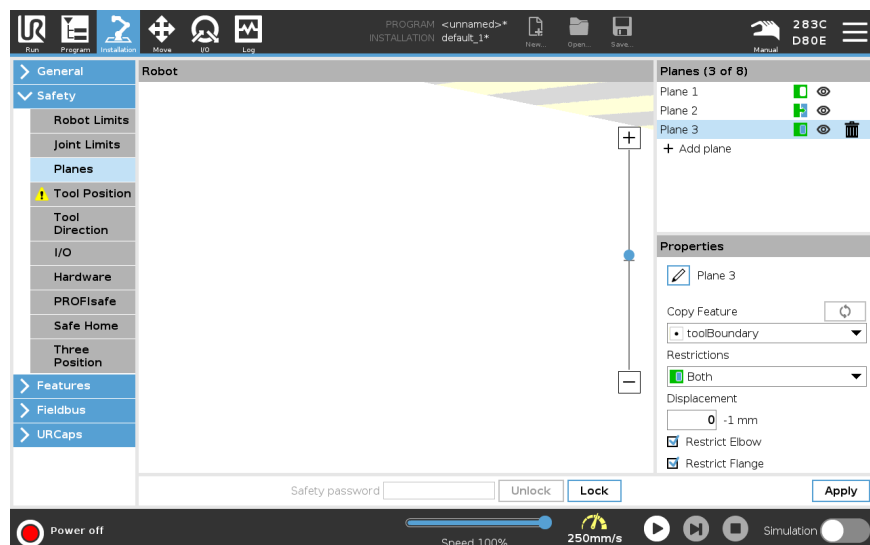 PROGRAM <unnamed>*
INSTALLATION default_1*
Run
Program
Installation
Move
I/O
Log
New...
Open...
Save...
Manual
283C
D80E
General
Safety
Robot Limits
Joint Limits
Planes
Tool Position
Tool
Direction
I/O
Hardware
PROFIsafe
Safe Home
Three
Position
Features
Fieldbus
URCaps
Robot
Planes (3 of 8)
Plane 1
Plane 2
Plane 3
Add plane
Properties
Plane 3
Copy Feature
toolBoundary
Restrictions
Both
Displacement
0 -1 mm
Restrict Elbow
Restrict Flange
Safety password
Unlock
Lock
Apply
Power off
Speed 100%
250mm/s
Simulation